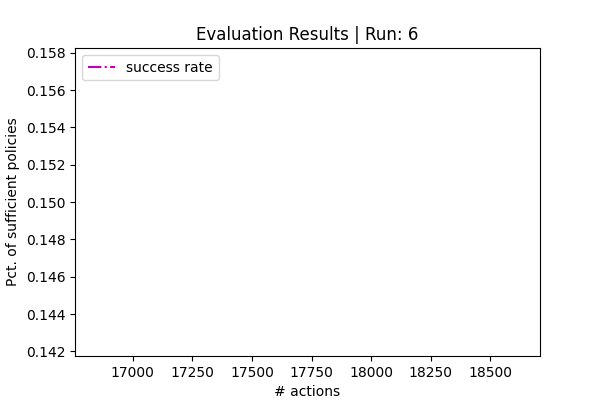 Evaluation Results | Run: 6
success rate
Pct. of sufficient policies
0.158
0.156
0.154
0.152
0.150
0.148
0.146
0.144
0.142
17000 17250 17500 17750 18000 18250 18500
# actions